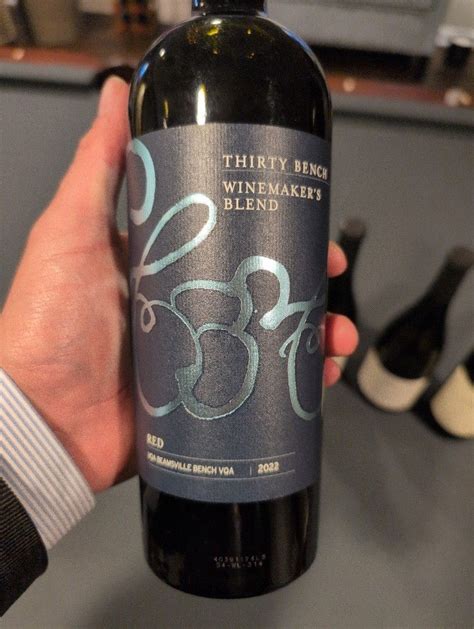 THIRTY BENCH
WINEMAKER'S
BLEND
RED
VQA BEAMSVILLE BENCH VQA | 2022